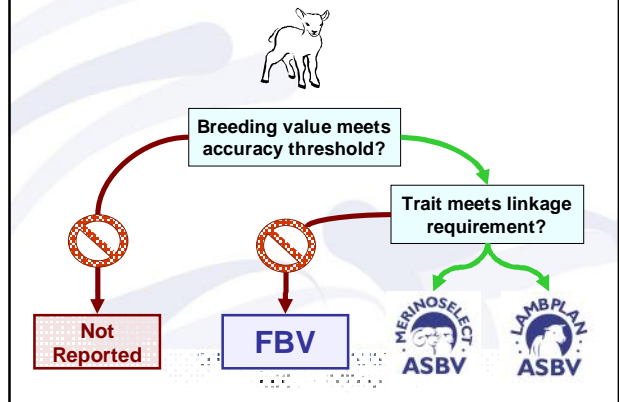 Breeding value meets
accuracy threshold?
Trait meets linkage
requirement?
Not
Reported
FBV
MERINOSELECT
ASBV
LAMBPLAN
ASBV